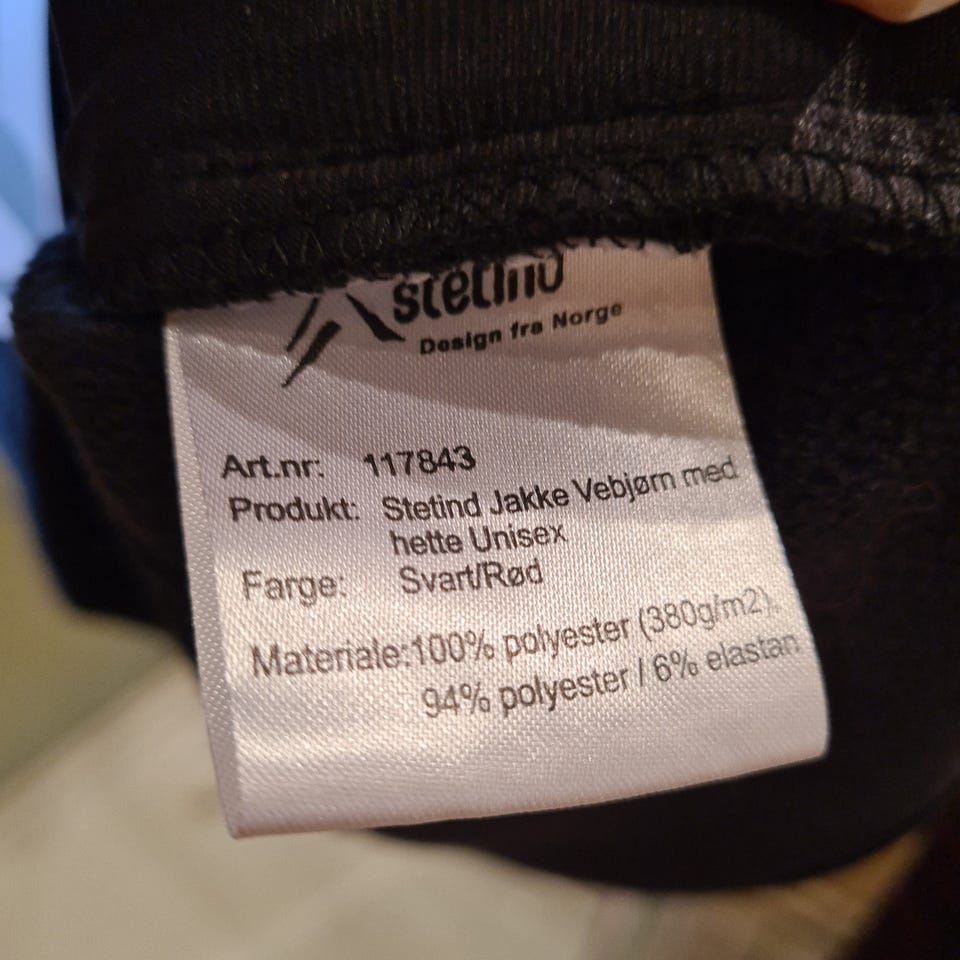 stetind
Design fra Norge
Art.nr: 117843
Produkt: Stetind Jakke Vebjørn med
hette Unisex
Farge: Svart/Rød
Materiale:100% polyester (380g/m2),
94% polyester / 6% elastan